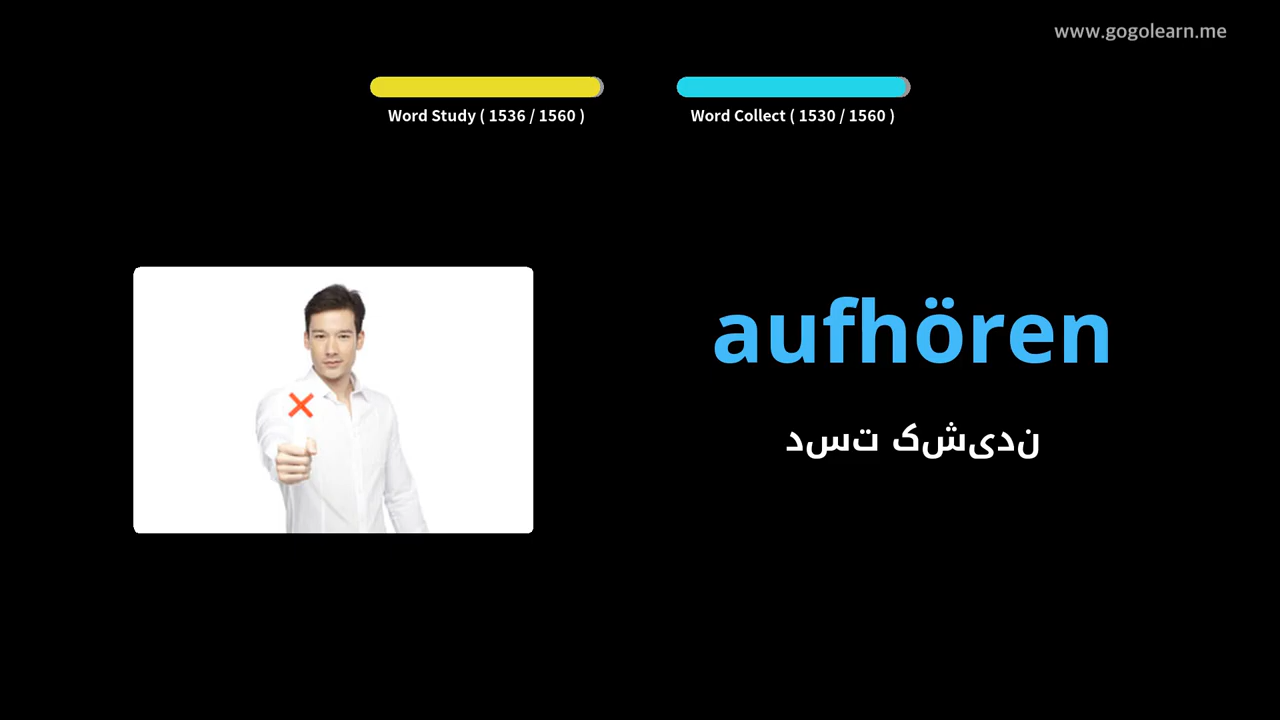 www.gogolearn.me
Word Study ( 1536 / 1560 )
Word Collect ( 1530 / 1560 )
aufhören
دست کشیدن